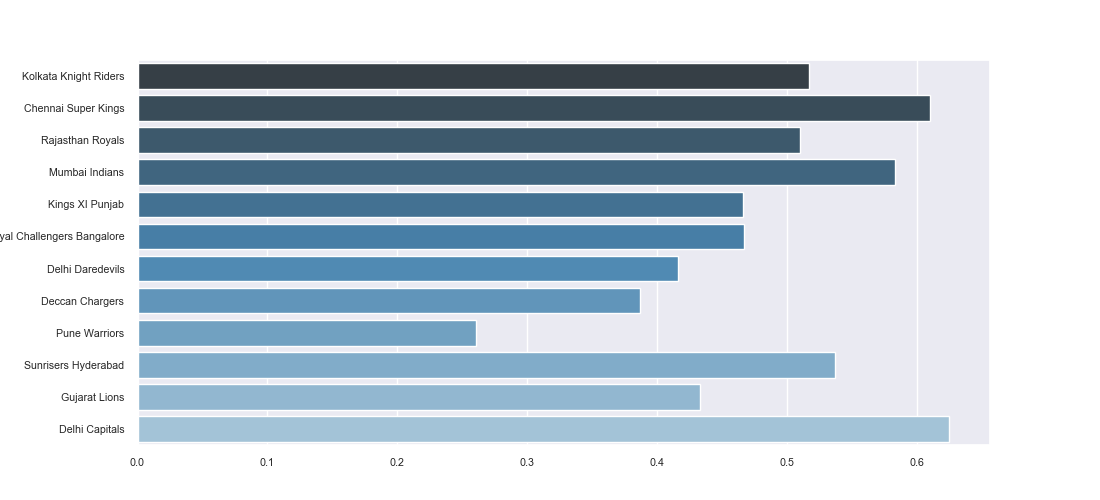 Kolkata Knight Riders
Chennai Super Kings
Rajasthan Royals
Mumbai Indians
Kings XI Punjab
Challengers Bangalore
Delhi Daredevils
Deccan Chargers
Pune Warriors
Sunrisers Hyderabad
Gujarat Lions
Delhi Capitals
0.0 0.1 0.2 0.3 0.4 0.5 0.6